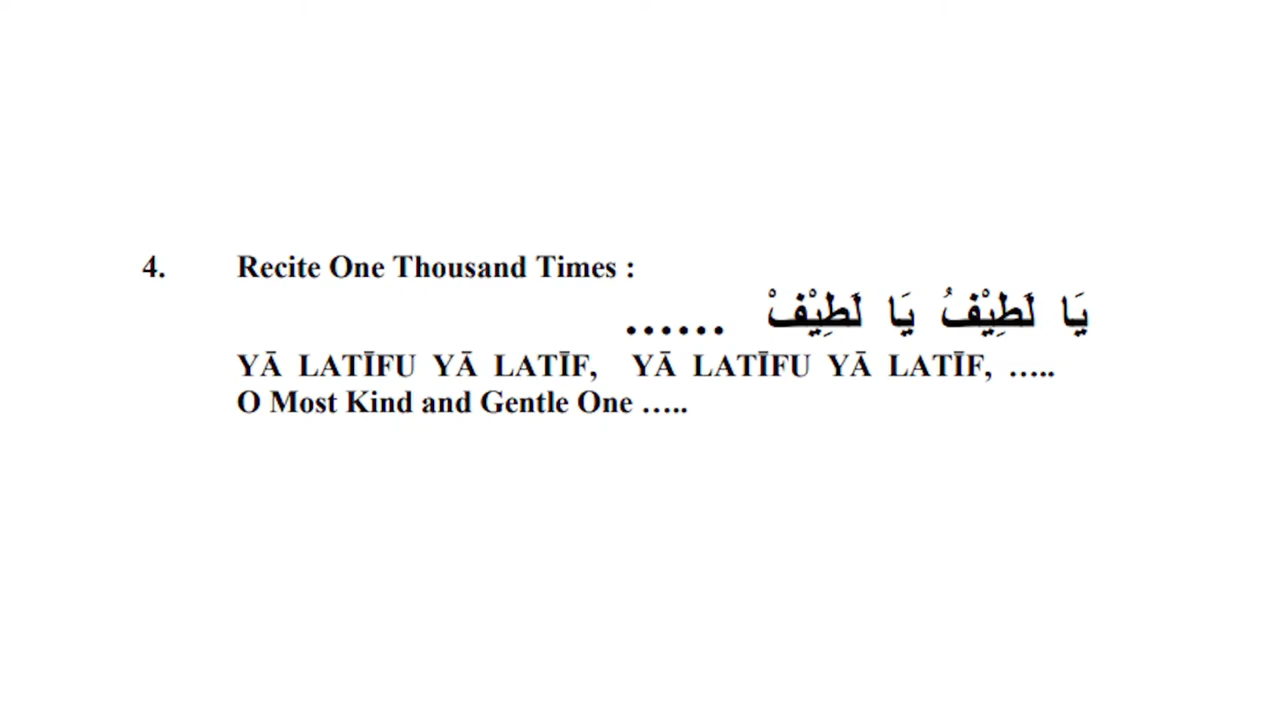 4. Recite One Thousand Times :
يَا لَطِيْفُ يَا لَطِيْفْ ......
YĀ LATĪFU YĀ LATĪF, YĀ LATĪFU YĀ LATĪF, …..
O Most Kind and Gentle One …..